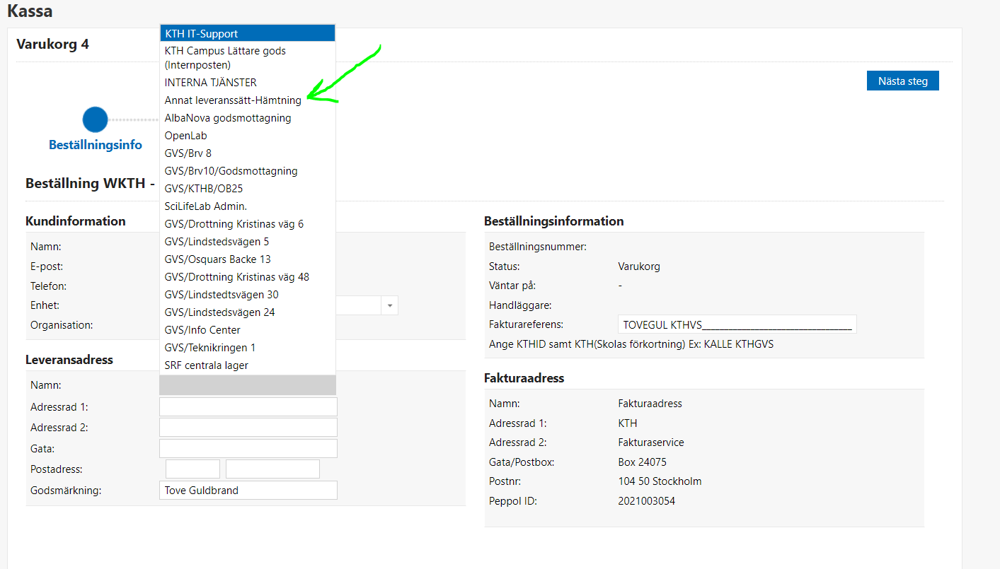 Kassa
Varukorg 4
KTH IT-Support
KTH Campus Lättare gods
(Internposten)
INTERNA TJÄNSTER
Annat leveranssätt-Hämtning
AlbaNova godsmottagning
OpenLab
GVS/Brv 8
GVS/Brv10/Godsmottagning
GVS/KTHB/OB25
SciLifeLab Admin.
GVS/Drottning Kristinas väg 6
GVS/Lindstedsvägen 5
GVS/Osquars Backe 13
GVS/Drottning Kristinas väg 48
GVS/Lindstedtsvägen 30
GVS/Lindstedsvägen 24
GVS/Info Center
GVS/Teknikringen 1
SRF centrala lager
Nästa steg
Beställningsinfo
Beställning WKTH -
Kundinformation
Namn:
E-post:
Telefon:
Enhet:
Organisation:
Leveransadress
Namn:
Adressrad 1:
Adressrad 2:
Gata:
Postadress:
Godsmärkning: Tove Guldbrand
Beställningsinformation
Beställningsnummer:
Status: Varukorg
Väntar på: -
Handläggare:
Fakturareferens: TOVEGUL KTHVS______________________________
Ange KTHID samt KTH(Skolas förkortning) Ex: KALLE KTHGVS
Fakturaadress
Namn: Fakturaadress
Adressrad 1: KTH
Adressrad 2: Fakturaservice
Gata/Postbox: Box 24075
Postnr: 104 50 Stockholm
Peppol ID: 2021003054